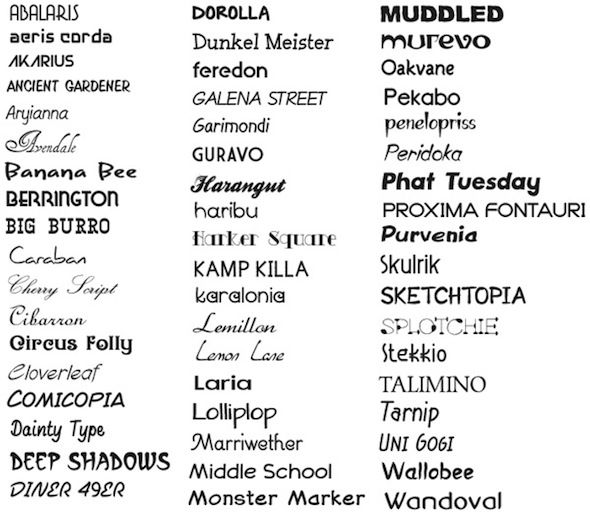 ABALARIS
aeris corda
AKARIUS
ANCIENT GARDENER
Aryianna
Avendale
Banana Bee
BERRINGTON
BIG BURRO
Caraban
Cherry Script
Cibarron
Circus Folly
Cloverleaf
COMICOPIA
Dainty Type
DEEP SHADOWS
DINER 49ER
DOROLLA
Dunkel Meister
feredon
GALENA STREET
Garimondi
GURAVO
Harangut
haribu
Harker Square
KAMP KILLA
karalonia
Lemillon
Lenon Lane
Laria
Lolliplop
Marriwether
Middle School
Monster Marker
MUDDLED
murevo
Oakvane
Pekabo
penelopriss
Peridoka
Phat Tuesday
PROXIMA FONTAURI
Purvenia
Skulrik
SKETCHTOPIA
SPLOTCHIE
Stekkio
TALIMINO
Tarnip
UNI GOGI
Wallobee
Wandoval